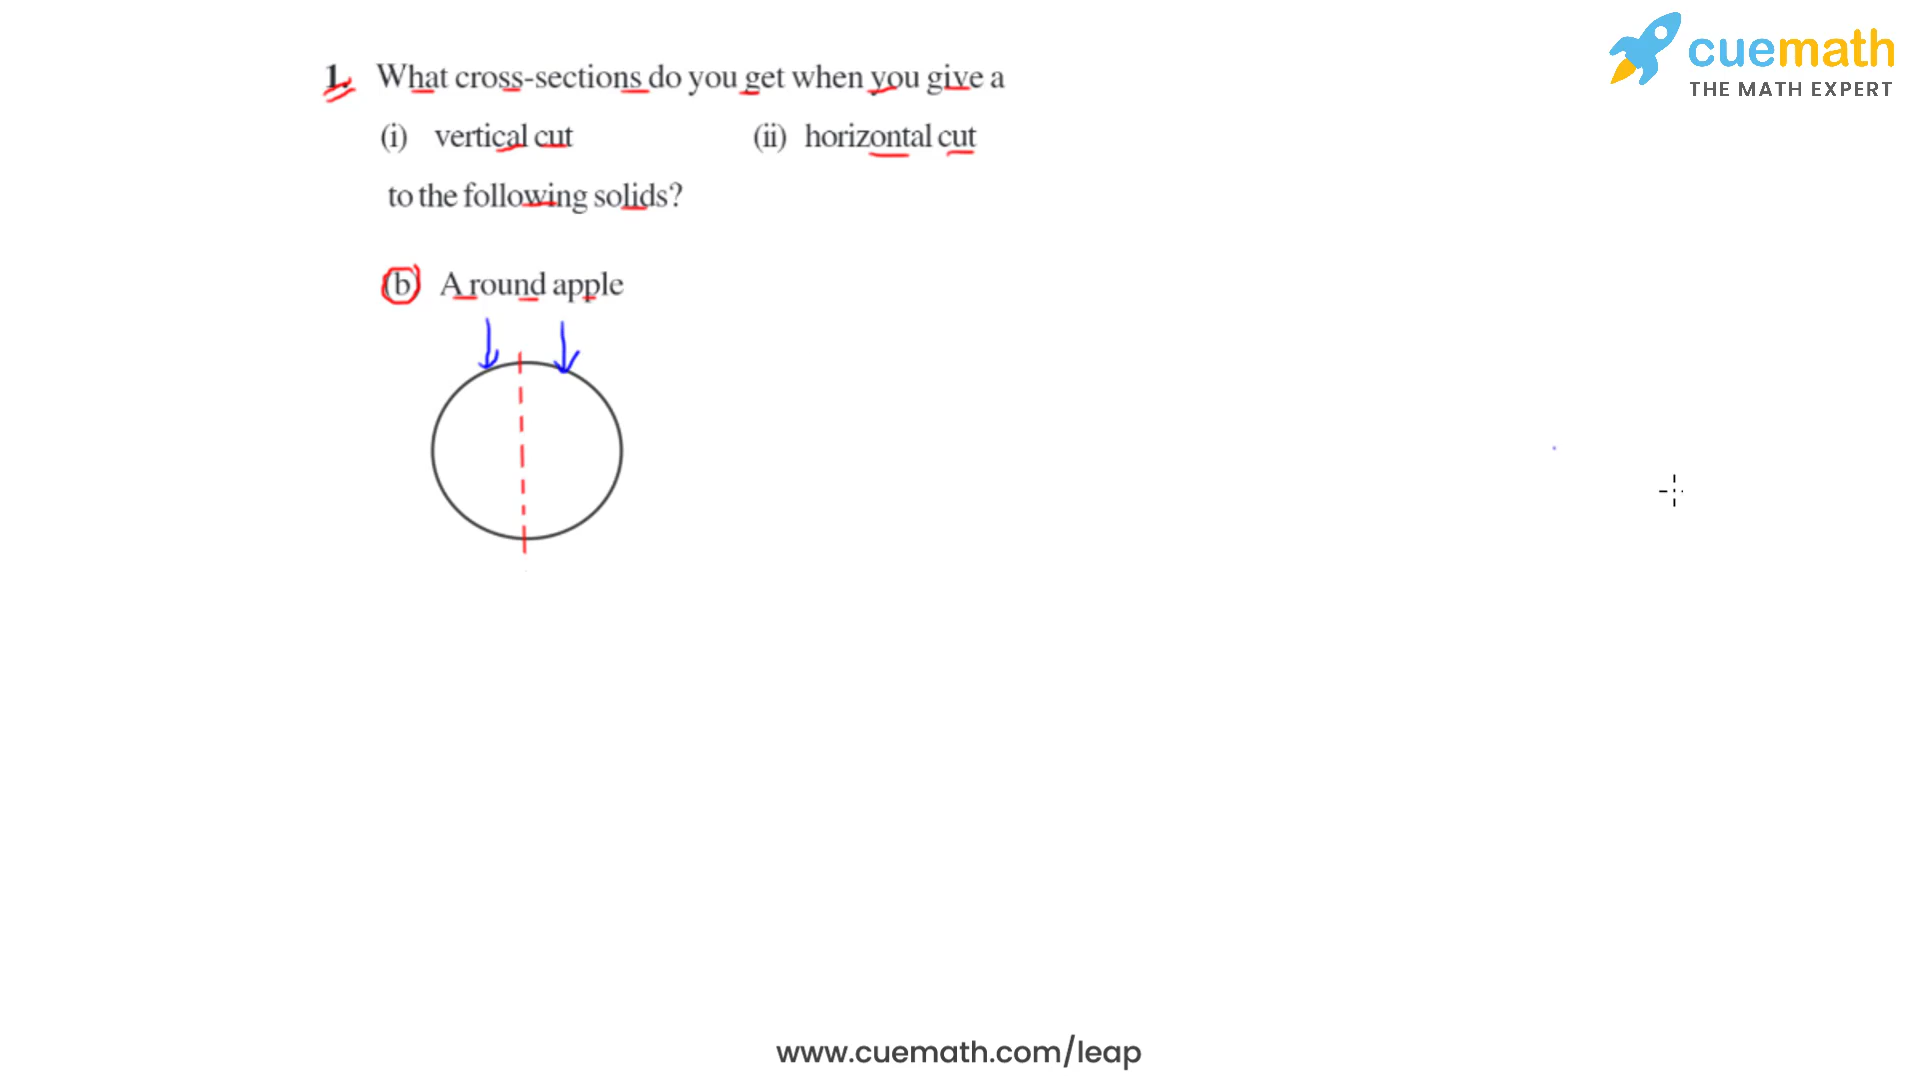 cuemath
THE MATH EXPERT
1. What cross-sections do you get when you give a
(i) vertical cut (ii) horizontal cut
to the following solids?
(b) A round apple
www.cuemath.com/leap